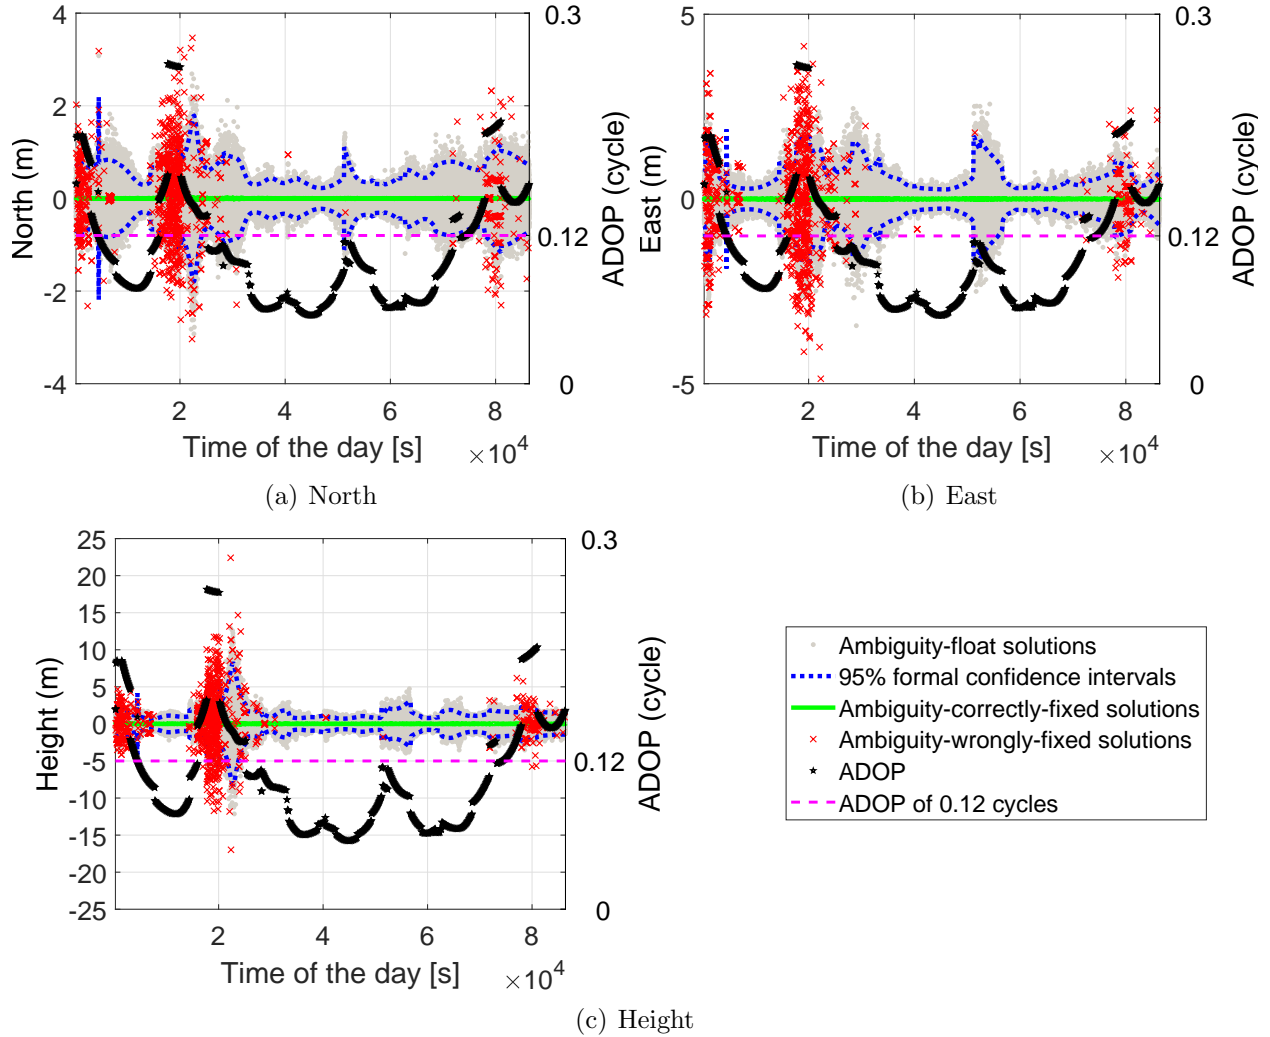 4
2
0
-2
-4
North (m)
0.3
0.12
0
ADOP (cycle)
2
4
6
8
Time of the day [s]
×10^4
(a) North
5
0
-5
East (m)
0.3
0.12
0
ADOP (cycle)
2
4
6
8
Time of the day [s]
×10^4
(b) East
25
20
15
10
5
0
-5
-10
-15
-20
-25
Height (m)
0.3
0.12
0
ADOP (cycle)
2
4
6
8
Time of the day [s]
×10^4
Ambiguity-float solutions
95% formal confidence intervals
Ambiguity-correctly-fixed solutions
Ambiguity-wrongly-fixed solutions
ADOP
ADOP of 0.12 cycles
(c) Height